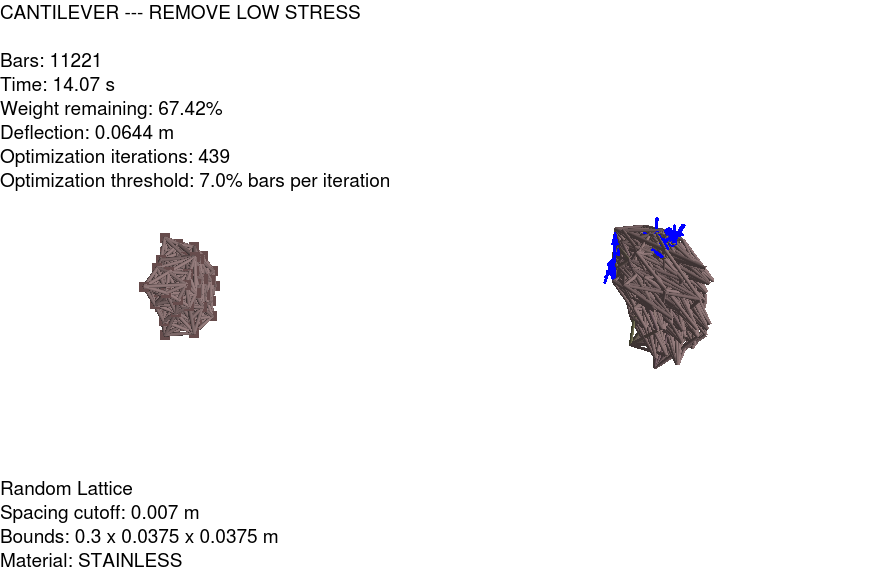 CANTILEVER --- REMOVE LOW STRESS
Bars: 11221
Time: 14.07 s
Weight remaining: 67.42%
Deflection: 0.0644 m
Optimization iterations: 439
Optimization threshold: 7.0% bars per iteration
Random Lattice
Spacing cutoff: 0.007 m
Bounds: 0.3 x 0.0375 x 0.0375 m
Material: STAINLESS